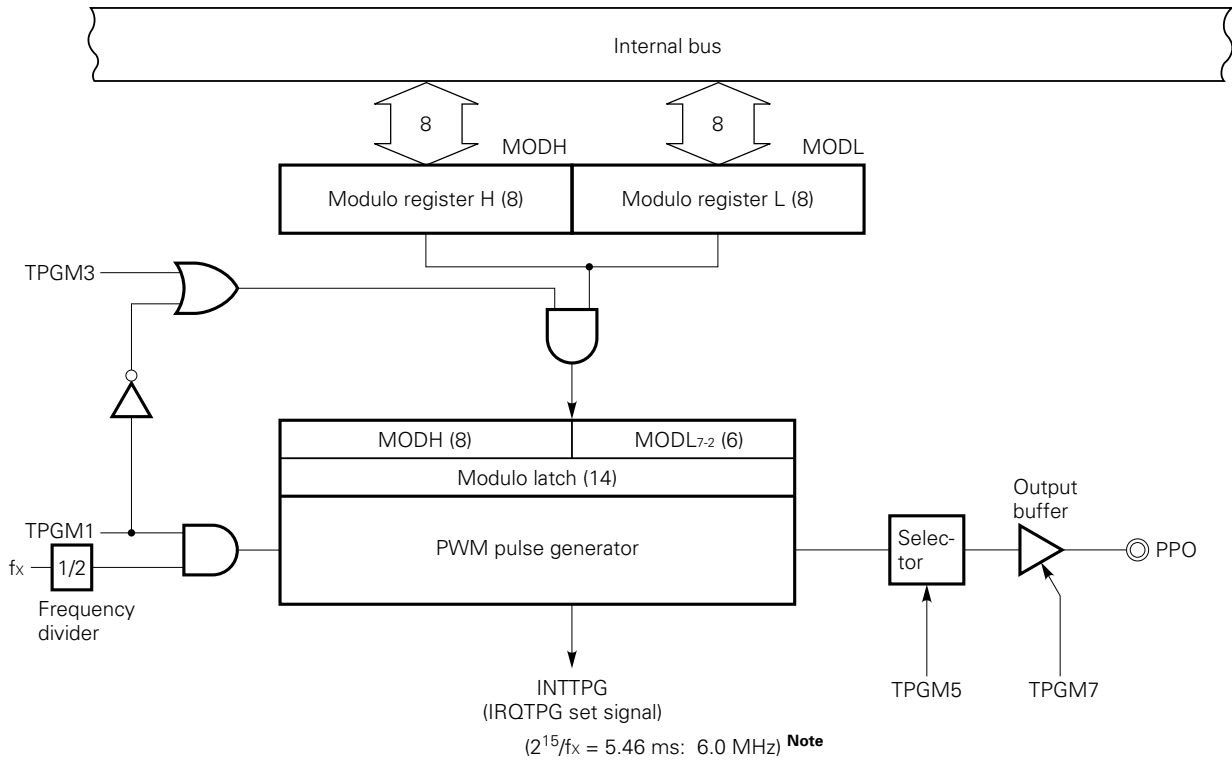 Internal bus
8
8
MODH
MODL
Modulo register H (8)
Modulo register L (8)
TPGM3
MODH (8)
MODL7-2 (6)
Modulo latch (14)
TPGM1
PWM pulse generator
Selec-
tor
Output
buffer
PPO
fX
1/2
Frequency
divider
TPGM5
TPGM7
INTTPG
(IRQTPG set signal)
(2^15/fX = 5.46 ms: 6.0 MHz) Note